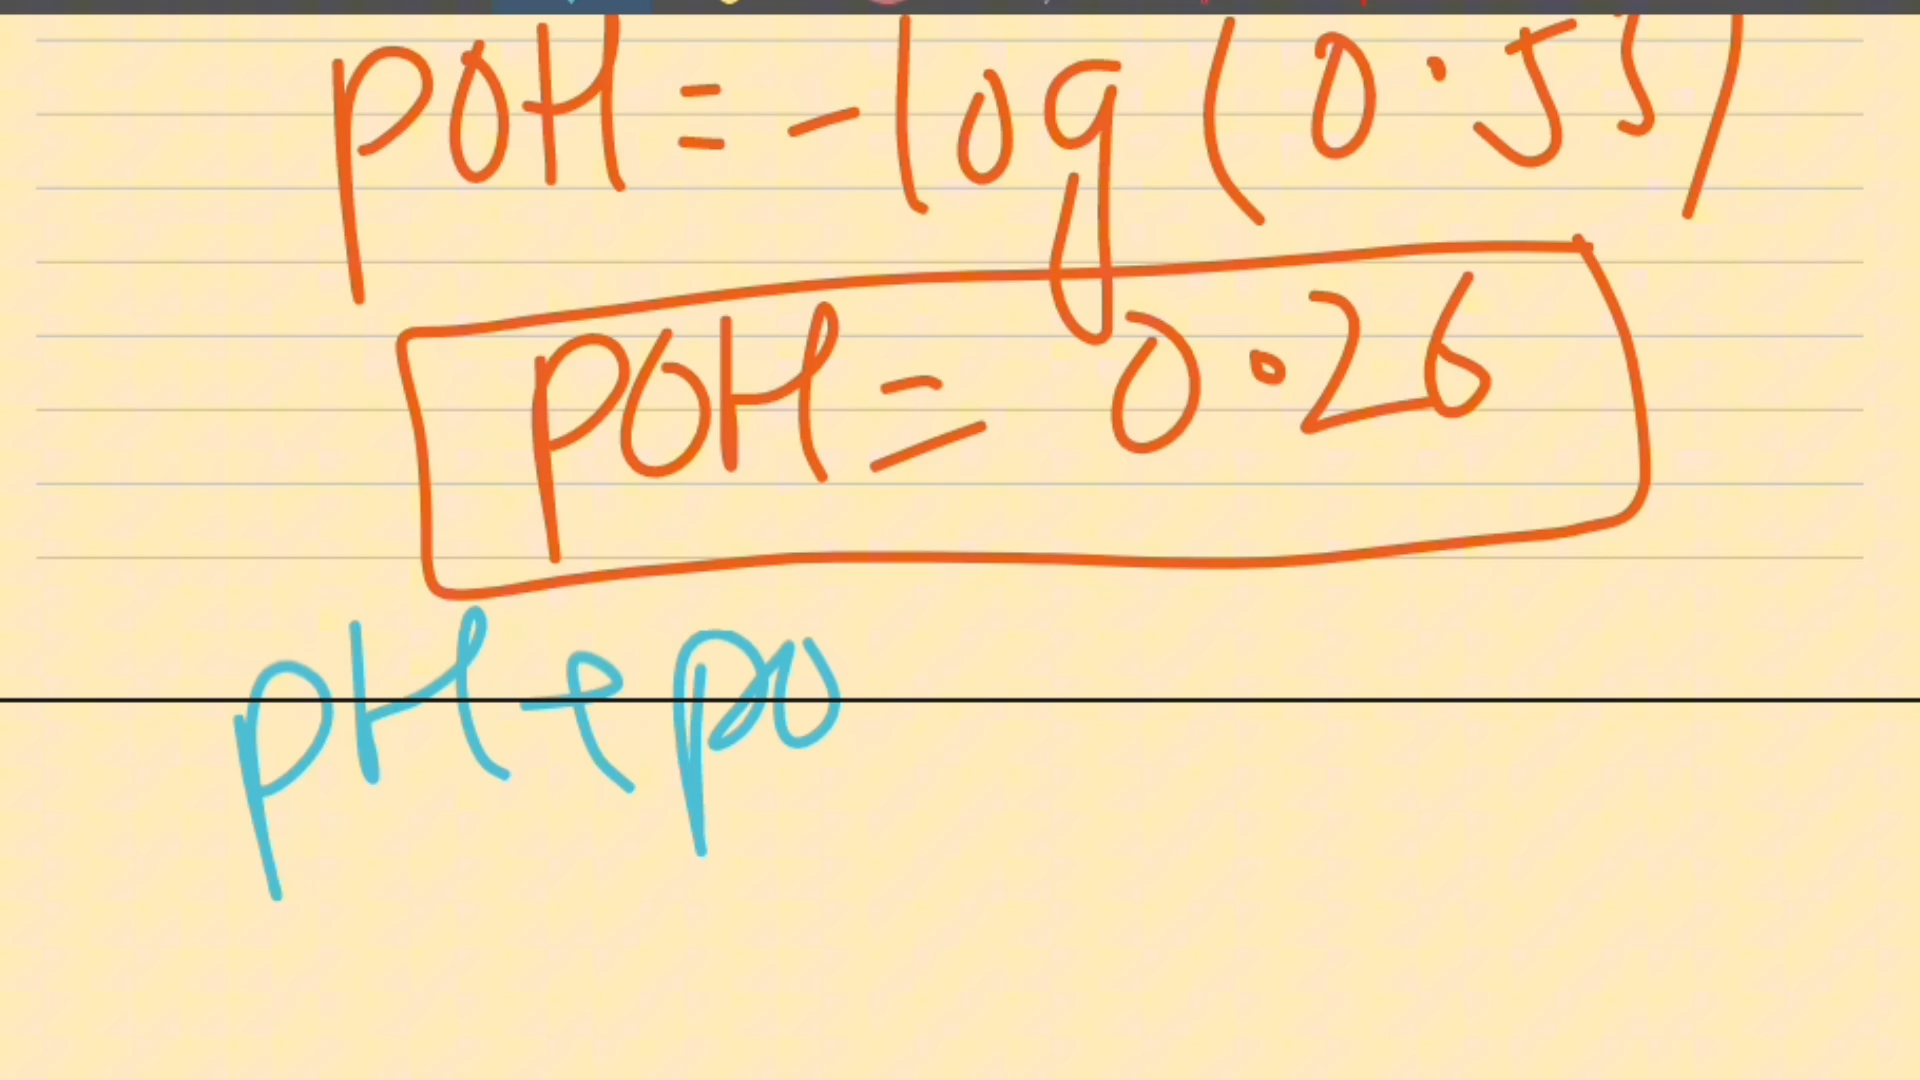 pOH = -log(0.55)
pOH = 0.26
pH + pO